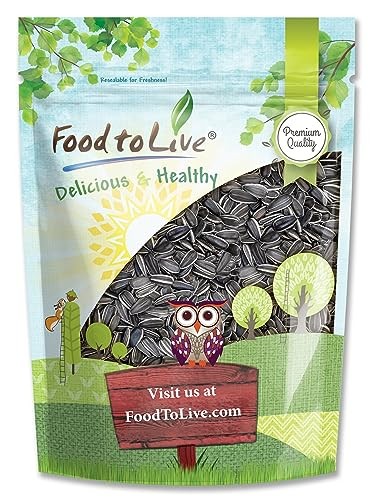 Resealable for Freshness!
Food to Live®
Delicious & Healthy
Premium
Quality
Visit us at
FoodToLive.com